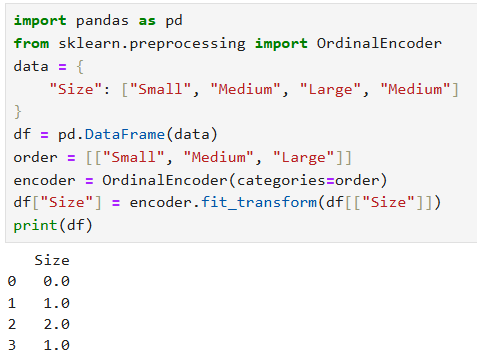 import pandas as pd
from sklearn.preprocessing import OrdinalEncoder
data = {
    "Size": ["Small", "Medium", "Large", "Medium"]
}
df = pd.DataFrame(data)
order = [["Small", "Medium", "Large"]]
encoder = OrdinalEncoder(categories=order)
df["Size"] = encoder.fit_transform(df[["Size"]])
print(df)
   Size
0   0.0
1   1.0
2   2.0
3   1.0